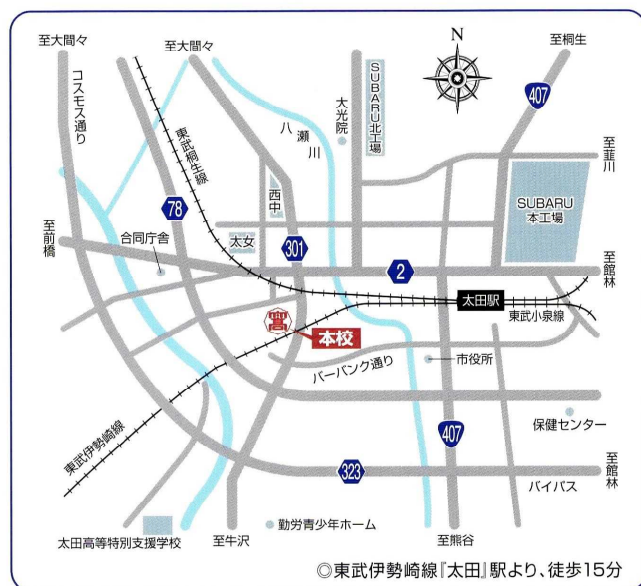 至大間々
至大間々
N
至桐生
コスモス通り
SUBARU北工場
407
大光院
八瀬川
東武桐生線
至韮川
西中
SUBARU
本工場
78
至前橋
合同庁舎
太女
301
2
至館林
太田駅
東武小泉線
高
本校
バーバンク通り
市役所
東武伊勢崎線
407
保健センター
323
至館林
バイパス
勤労青少年ホーム
太田高等特別支援学校
至牛沢
至熊谷
◎東武伊勢崎線『太田』駅より、徒歩15分